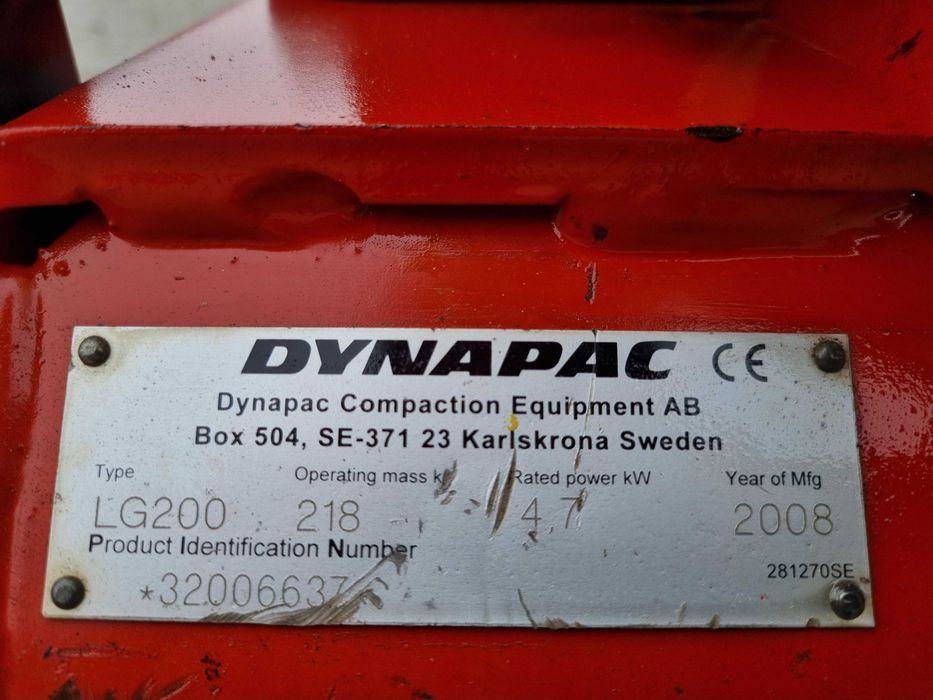 DYNAPAC CE
Dynapac Compaction Equipment AB
Box 504, SE-371 23 Karlskrona Sweden
Type Operating mass Rated power kW Year of Mfg
LG200 218 4,7 2008
Product Identification Number
281270SE